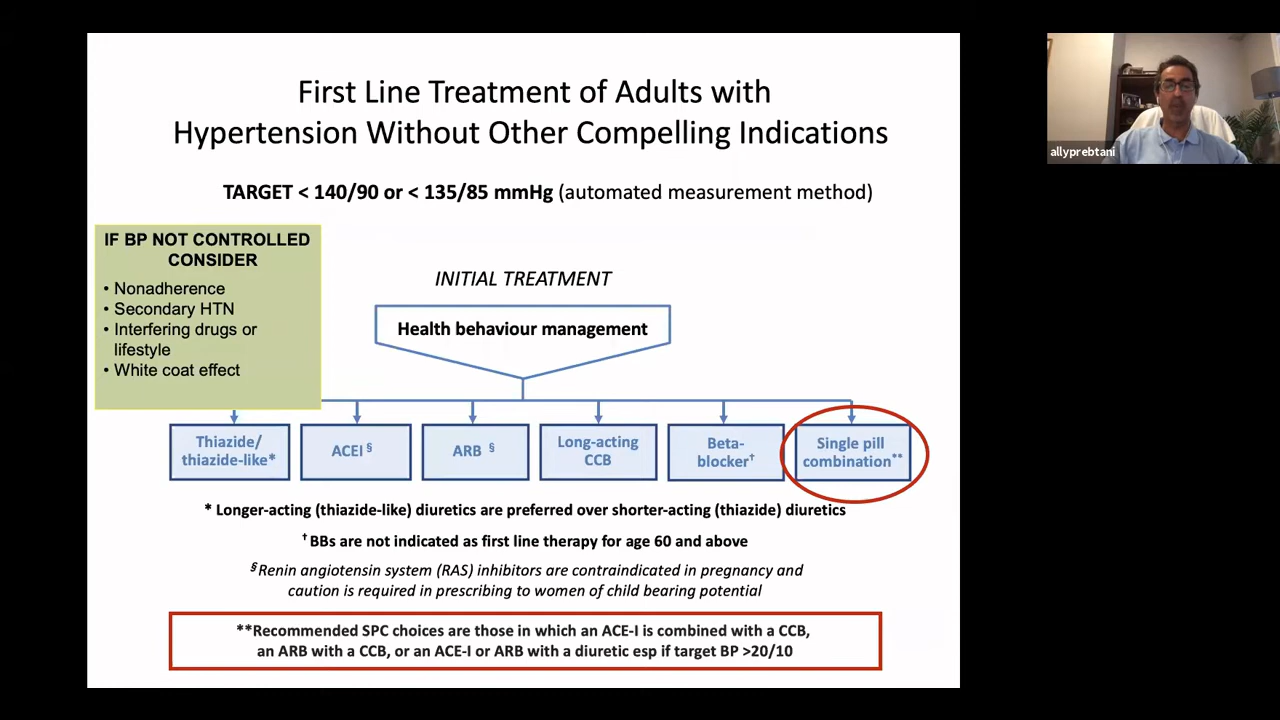 First Line Treatment of Adults with
Hypertension Without Other Compelling Indications
TARGET < 140/90 or < 135/85 mmHg (automated measurement method)
IF BP NOT CONTROLLED
CONSIDER
• Nonadherence
• Secondary HTN
• Interfering drugs or
lifestyle
• White coat effect
INITIAL TREATMENT
Health behaviour management
Thiazide/
thiazide-like*
ACEI §
ARB §
Long-acting
CCB
Beta-
blocker†
Single pill
combination**
* Longer-acting (thiazide-like) diuretics are preferred over shorter-acting (thiazide) diuretics
†BBs are not indicated as first line therapy for age 60 and above
§Renin angiotensin system (RAS) inhibitors are contraindicated in pregnancy and
caution is required in prescribing to women of child bearing potential
**Recommended SPC choices are those in which an ACE-I is combined with a CCB,
an ARB with a CCB, or an ACE-I or ARB with a diuretic esp if target BP >20/10
allyprebtani